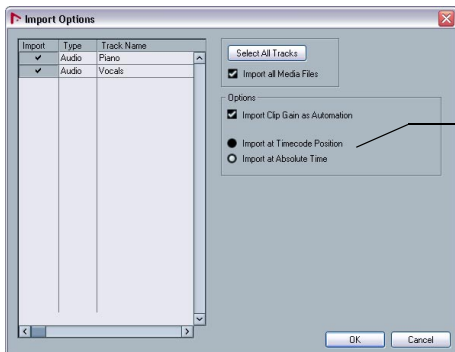 Import Options
Import Type Track Name
Audio Piano
Audio Vocals
Select All Tracks
Import all Media Files
Options
Import Clip Gain as Automation
Import at Timecode Position
Import at Absolute Time
OK Cancel